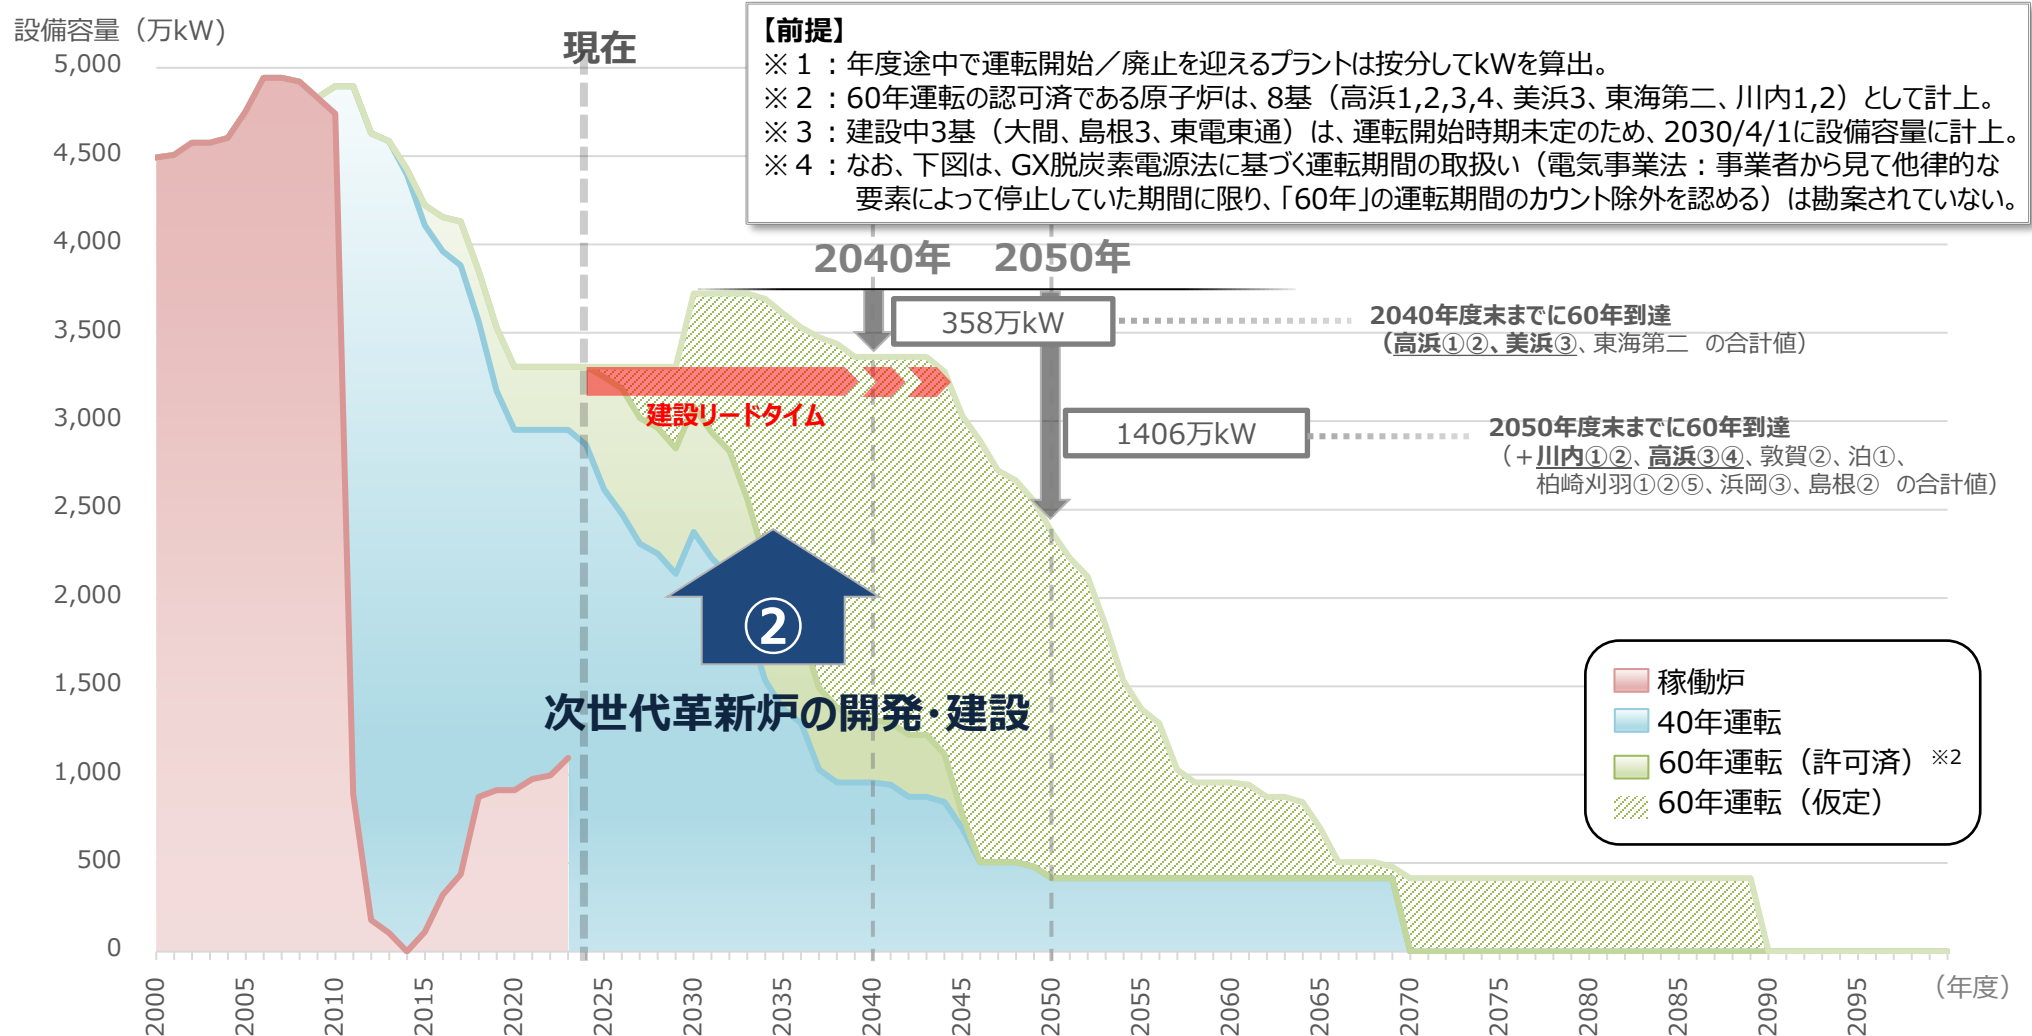 設備容量（万kW)
【前提】
※１：年度途中で運転開始／廃止を迎えるプラントは按分してkWを算出。
※２：60年運転の認可済である原子炉は、8基（高浜1,2,3,4、美浜3、東海第二、川内1,2）として計上。
※３：建設中3基（大間、島根3、東電東通）は、運転開始時期未定のため、2030/4/1に設備容量に計上。
※４：なお、下図は、GX脱炭素電源法に基づく運転期間の取扱い（電気事業法：事業者から見て他律的な
要素によって停止していた期間に限り、「60年」の運転期間のカウント除外を認める）は勘案されていない。
現在
5,000
4,500
4,000
3,500
3,000
2,500
2,000
1,500
1,000
500
0
2040年
2050年
358万kW
2040年度末までに60年到達
（高浜①②、美浜③、東海第二 の合計値）
建設リードタイム
1406万kW
2050年度末までに60年到達
（＋川内①②、高浜③④、敦賀②、泊①、
柏崎刈羽①②⑤、浜岡③、島根② の合計値）
②
次世代革新炉の開発・建設
稼働炉
40年運転
60年運転（許可済）※2
60年運転（仮定）
2000
2005
2010
2015
2020
2025
2030
2035
2040
2045
2050
2055
2060
2065
2070
2075
2080
2085
2090
2095
（年度）